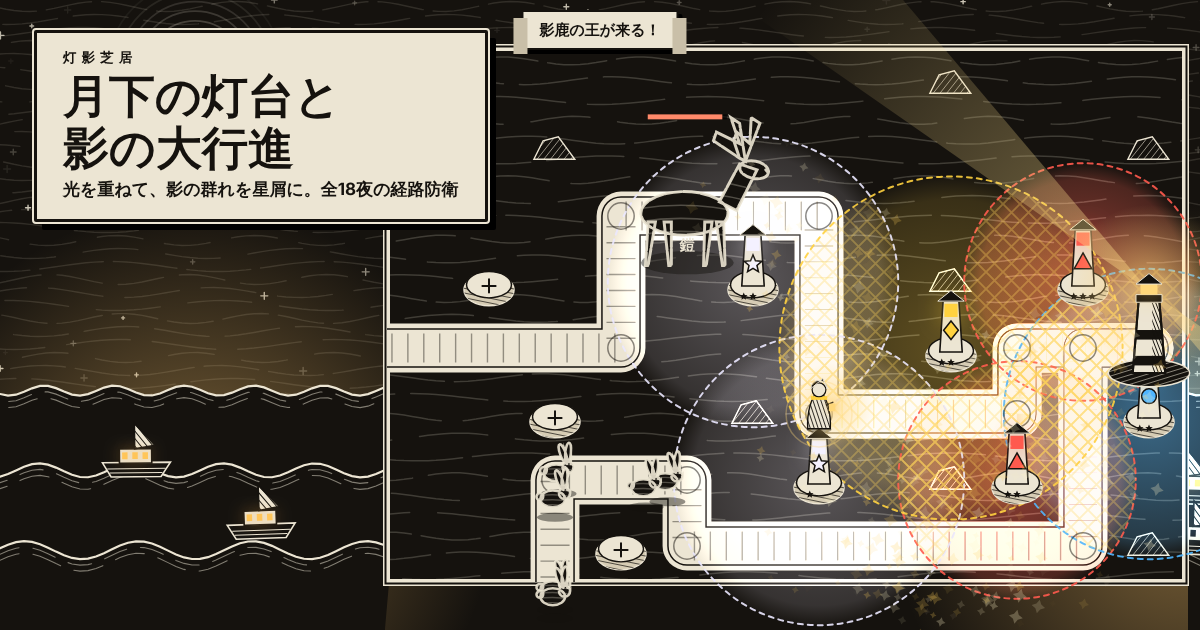 影鹿の王が来る！
灯影芝居
月下の灯台と
影の大行進
光を重ねて、影の群れを星屑に。全18夜の経路防衛
鎧